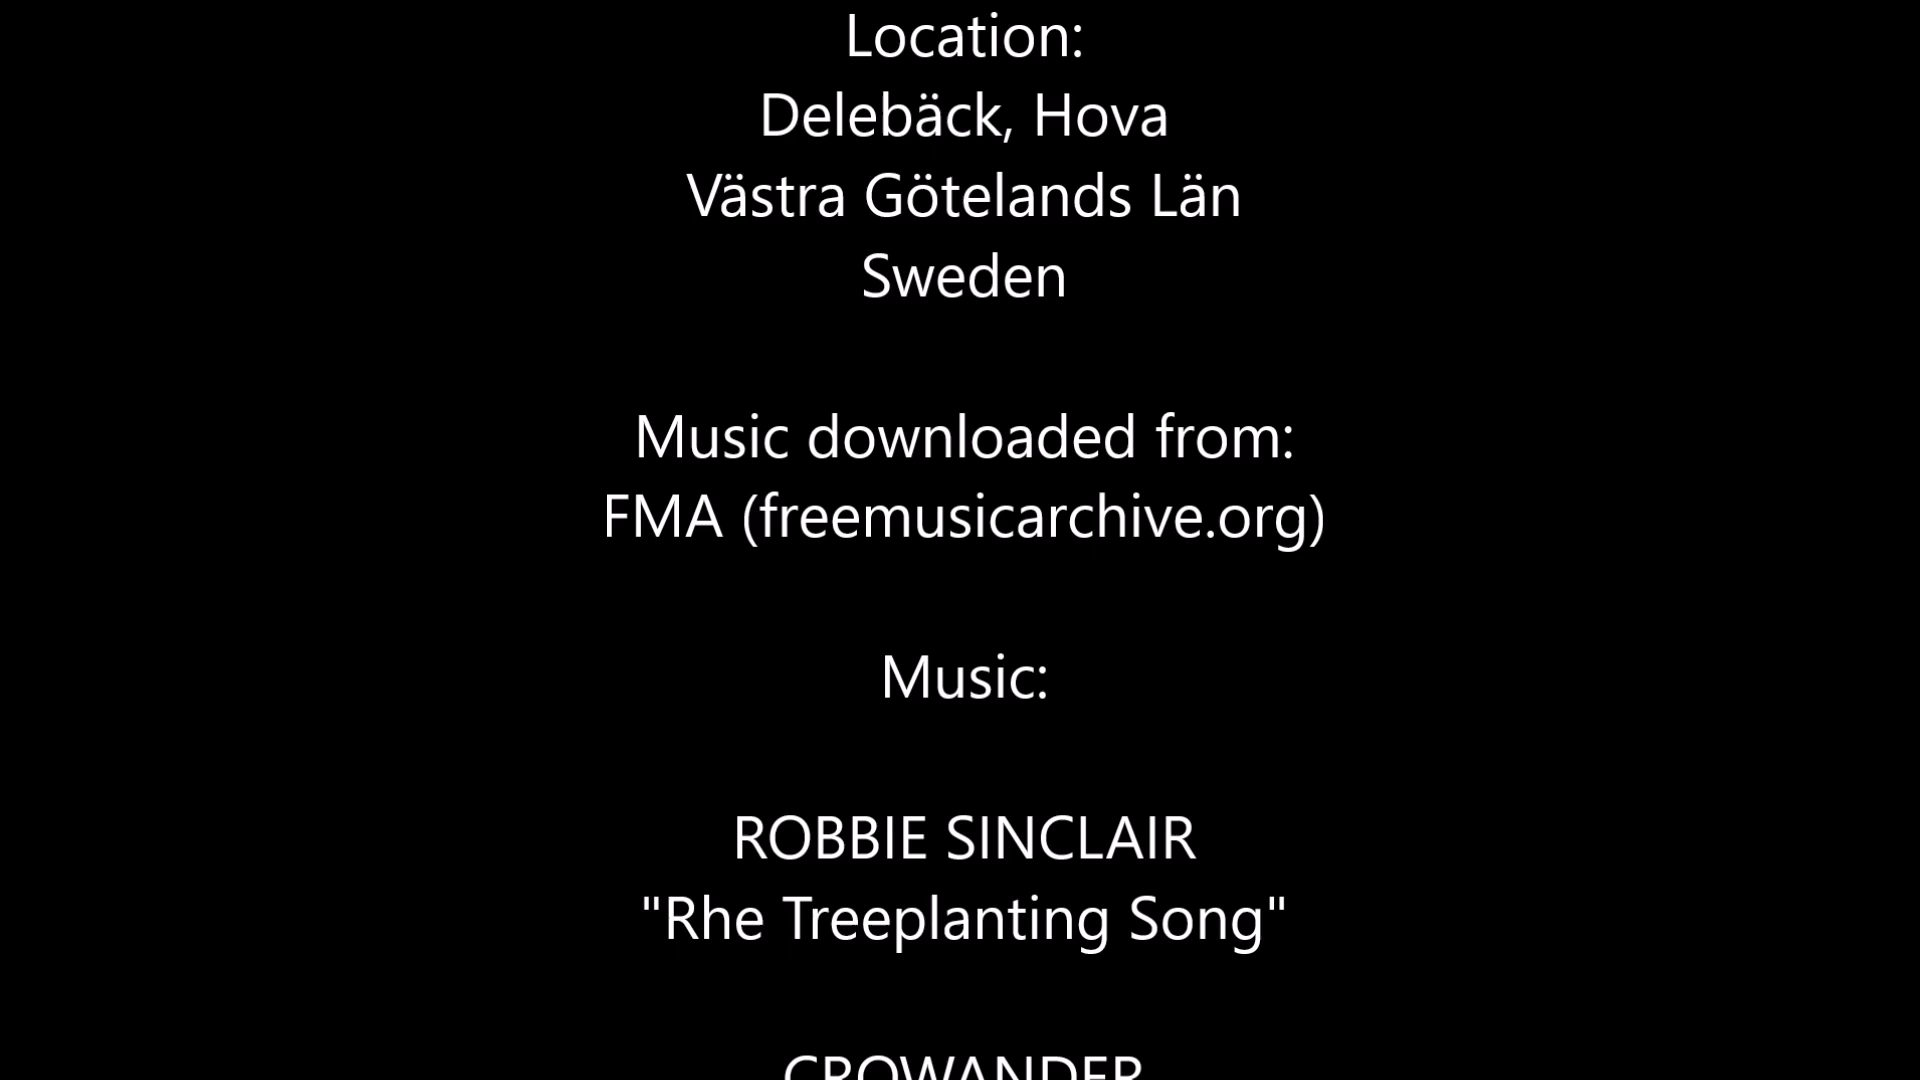 Location:
Delebäck, Hova
Västra Götelands Län
Sweden
Music downloaded from:
FMA (freemusicarchive.org)
Music:
ROBBIE SINCLAIR
"Rhe Treeplanting Song"
CROWANDER